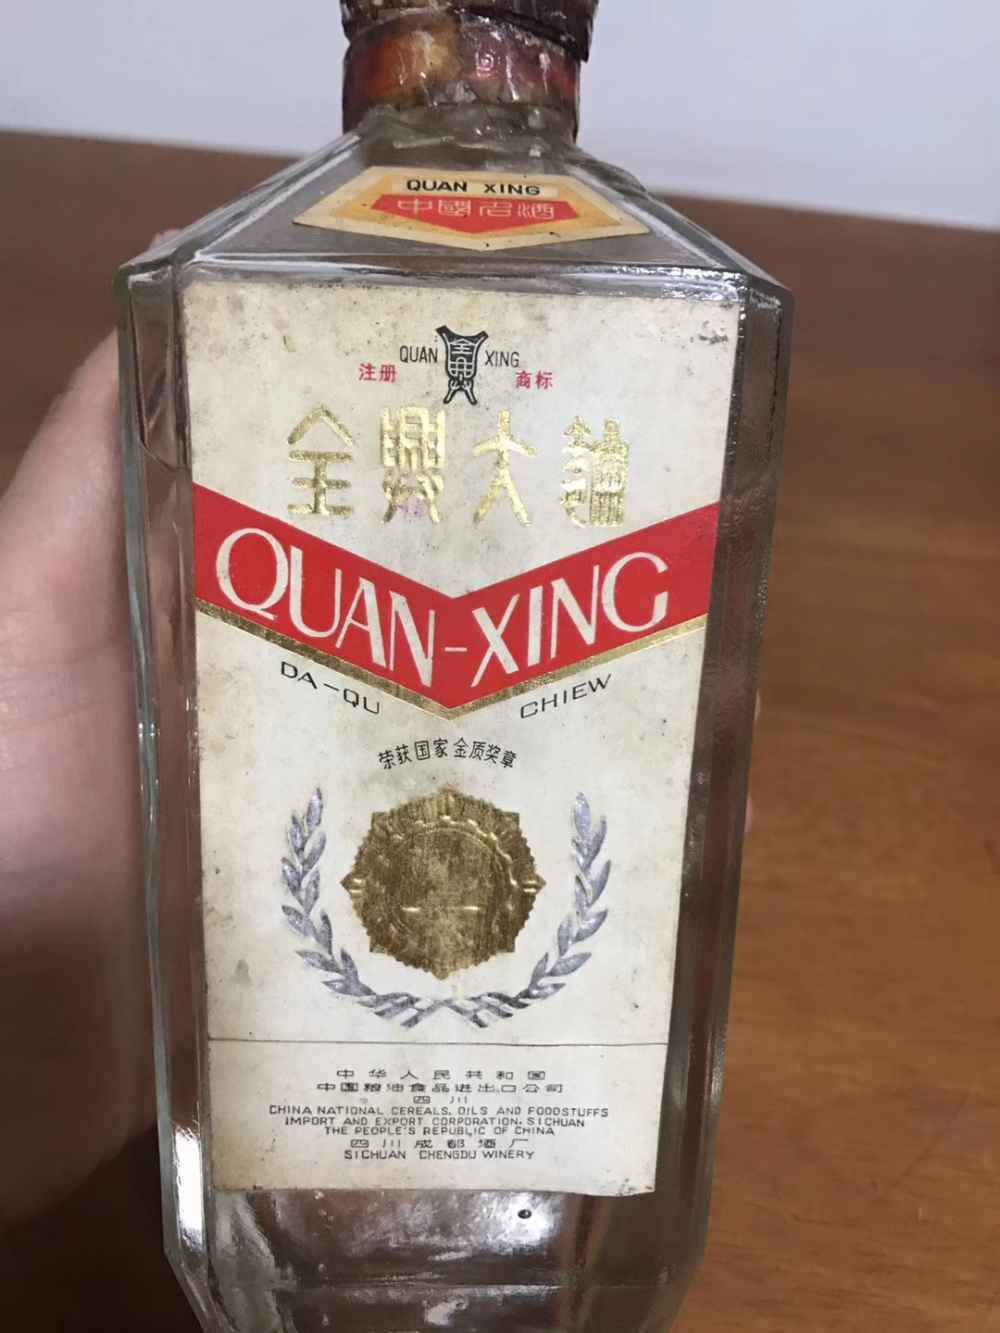 QUAN XING
中國名酒
QUAN 全興 XING
注册 商标
全興大麯
QUAN-XING
DA-QU CHIEW
荣获国家金质奖章
中华人民共和国
中国粮油食品进出口公司
四川
CHINA NATIONAL CEREALS, OILS AND FOODSTUFFS
IMPORT AND EXPORT CORPORATION, SICHUAN
THE PEOPLE'S REPUBLIC OF CHINA
四川成都酒厂
SICHUAN CHENGDU WINERY